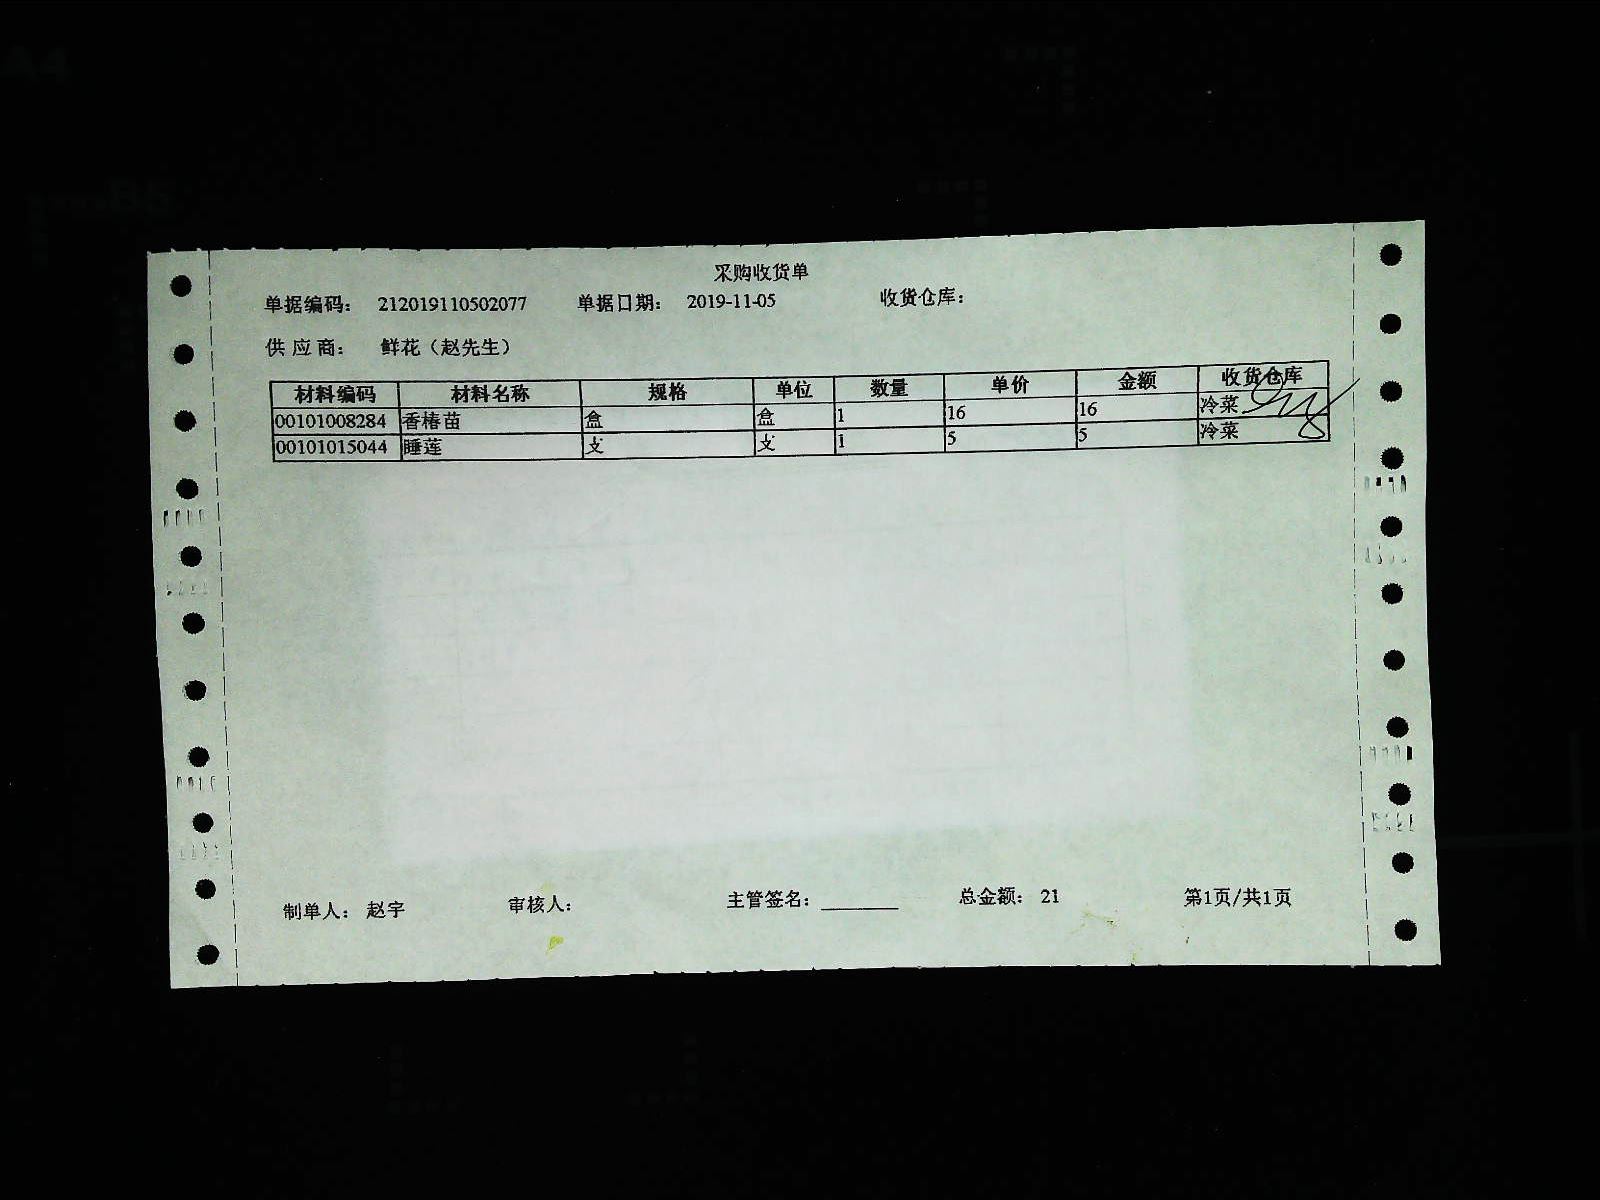 采购收货单
单据编码： 212019110502077 单据日期： 2019-11-05 收货仓库：
供应商： 鲜花（赵先生）
材料编码 材料名称 规格 单位 数量 单价 金额 收货仓库
00101008284 香椿苗 盒 盒 1 16 16 冷菜
00101015044 睡莲 支 支 1 5 5 冷菜
制单人： 赵宇 审核人： 主管签名： 总金额： 21 第1页/共1页